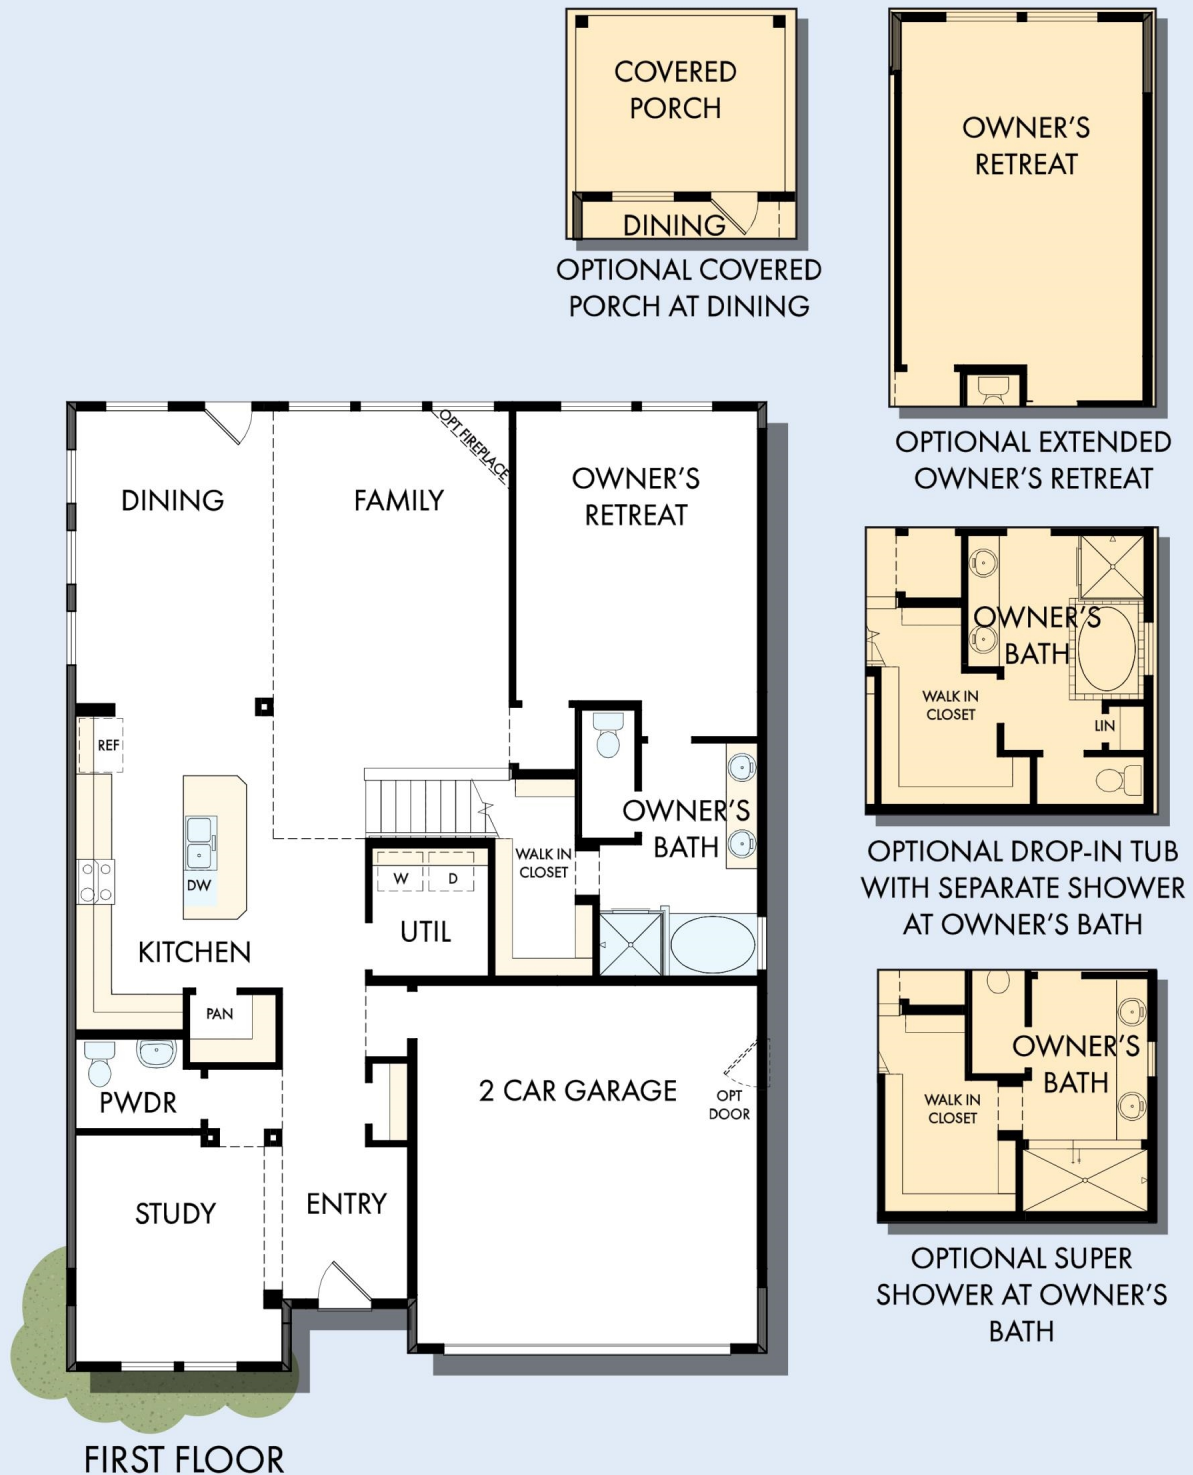 COVERED
PORCH
DINING
OPTIONAL COVERED
PORCH AT DINING
OWNER'S
RETREAT
OPTIONAL EXTENDED
OWNER'S RETREAT
OPT FIREPLACE
DINING
FAMILY
OWNER'S
RETREAT
REF
DW
KITCHEN
W
D
UTIL
WALK IN
CLOSET
OWNER'S
BATH
PAN
PWDR
2 CAR GARAGE
OPT
DOOR
STUDY
ENTRY
FIRST FLOOR
OWNER'S
BATH
WALK IN
CLOSET
LIN
OPTIONAL DROP-IN TUB
WITH SEPARATE SHOWER
AT OWNER'S BATH
OWNER'S
BATH
WALK IN
CLOSET
OPTIONAL SUPER
SHOWER AT OWNER'S
BATH